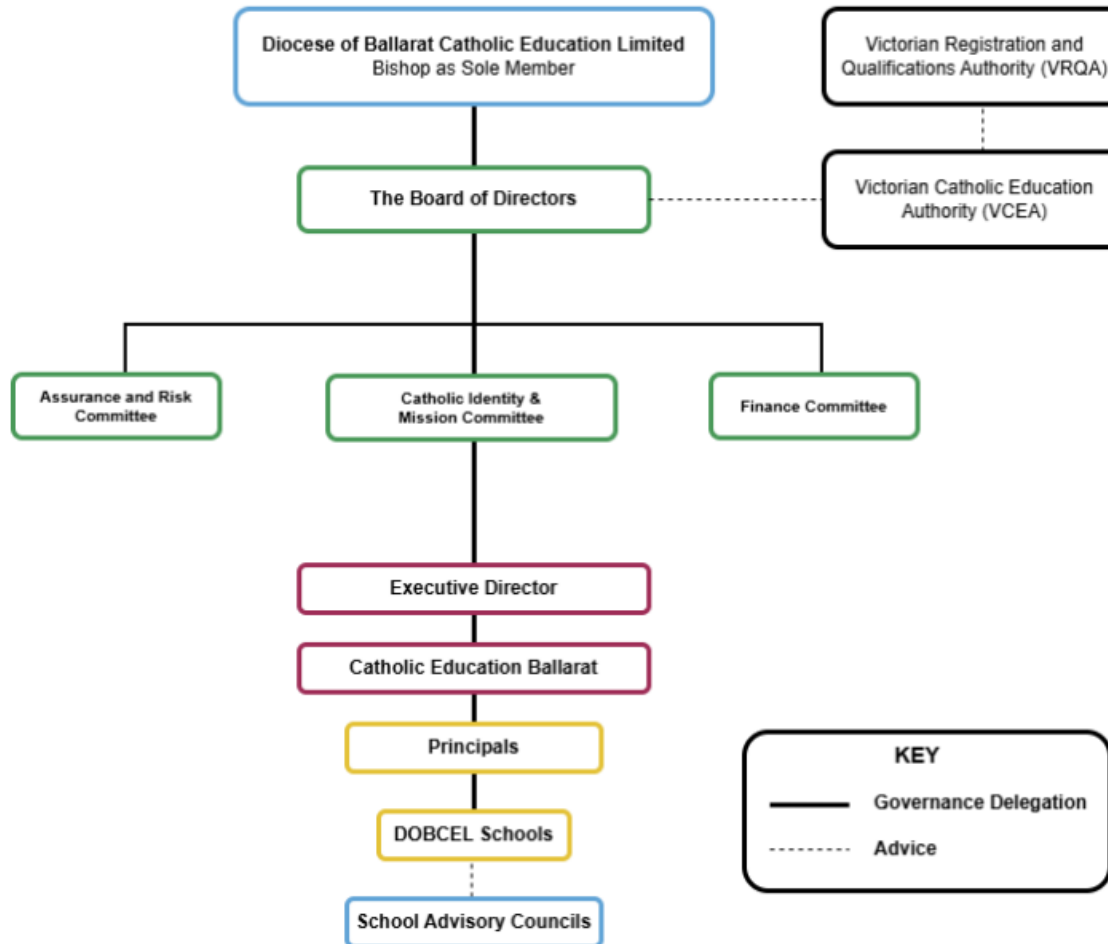 Diocese of Ballarat Catholic Education Limited
Bishop as Sole Member
Victorian Registration and
Qualifications Authority (VRQA)
The Board of Directors
Victorian Catholic Education
Authority (VCEA)
Assurance and Risk
Committee
Catholic Identity &
Mission Committee
Finance Committee
Executive Director
Catholic Education Ballarat
Principals
DOBCEL Schools
School Advisory Councils
KEY
Governance Delegation
Advice